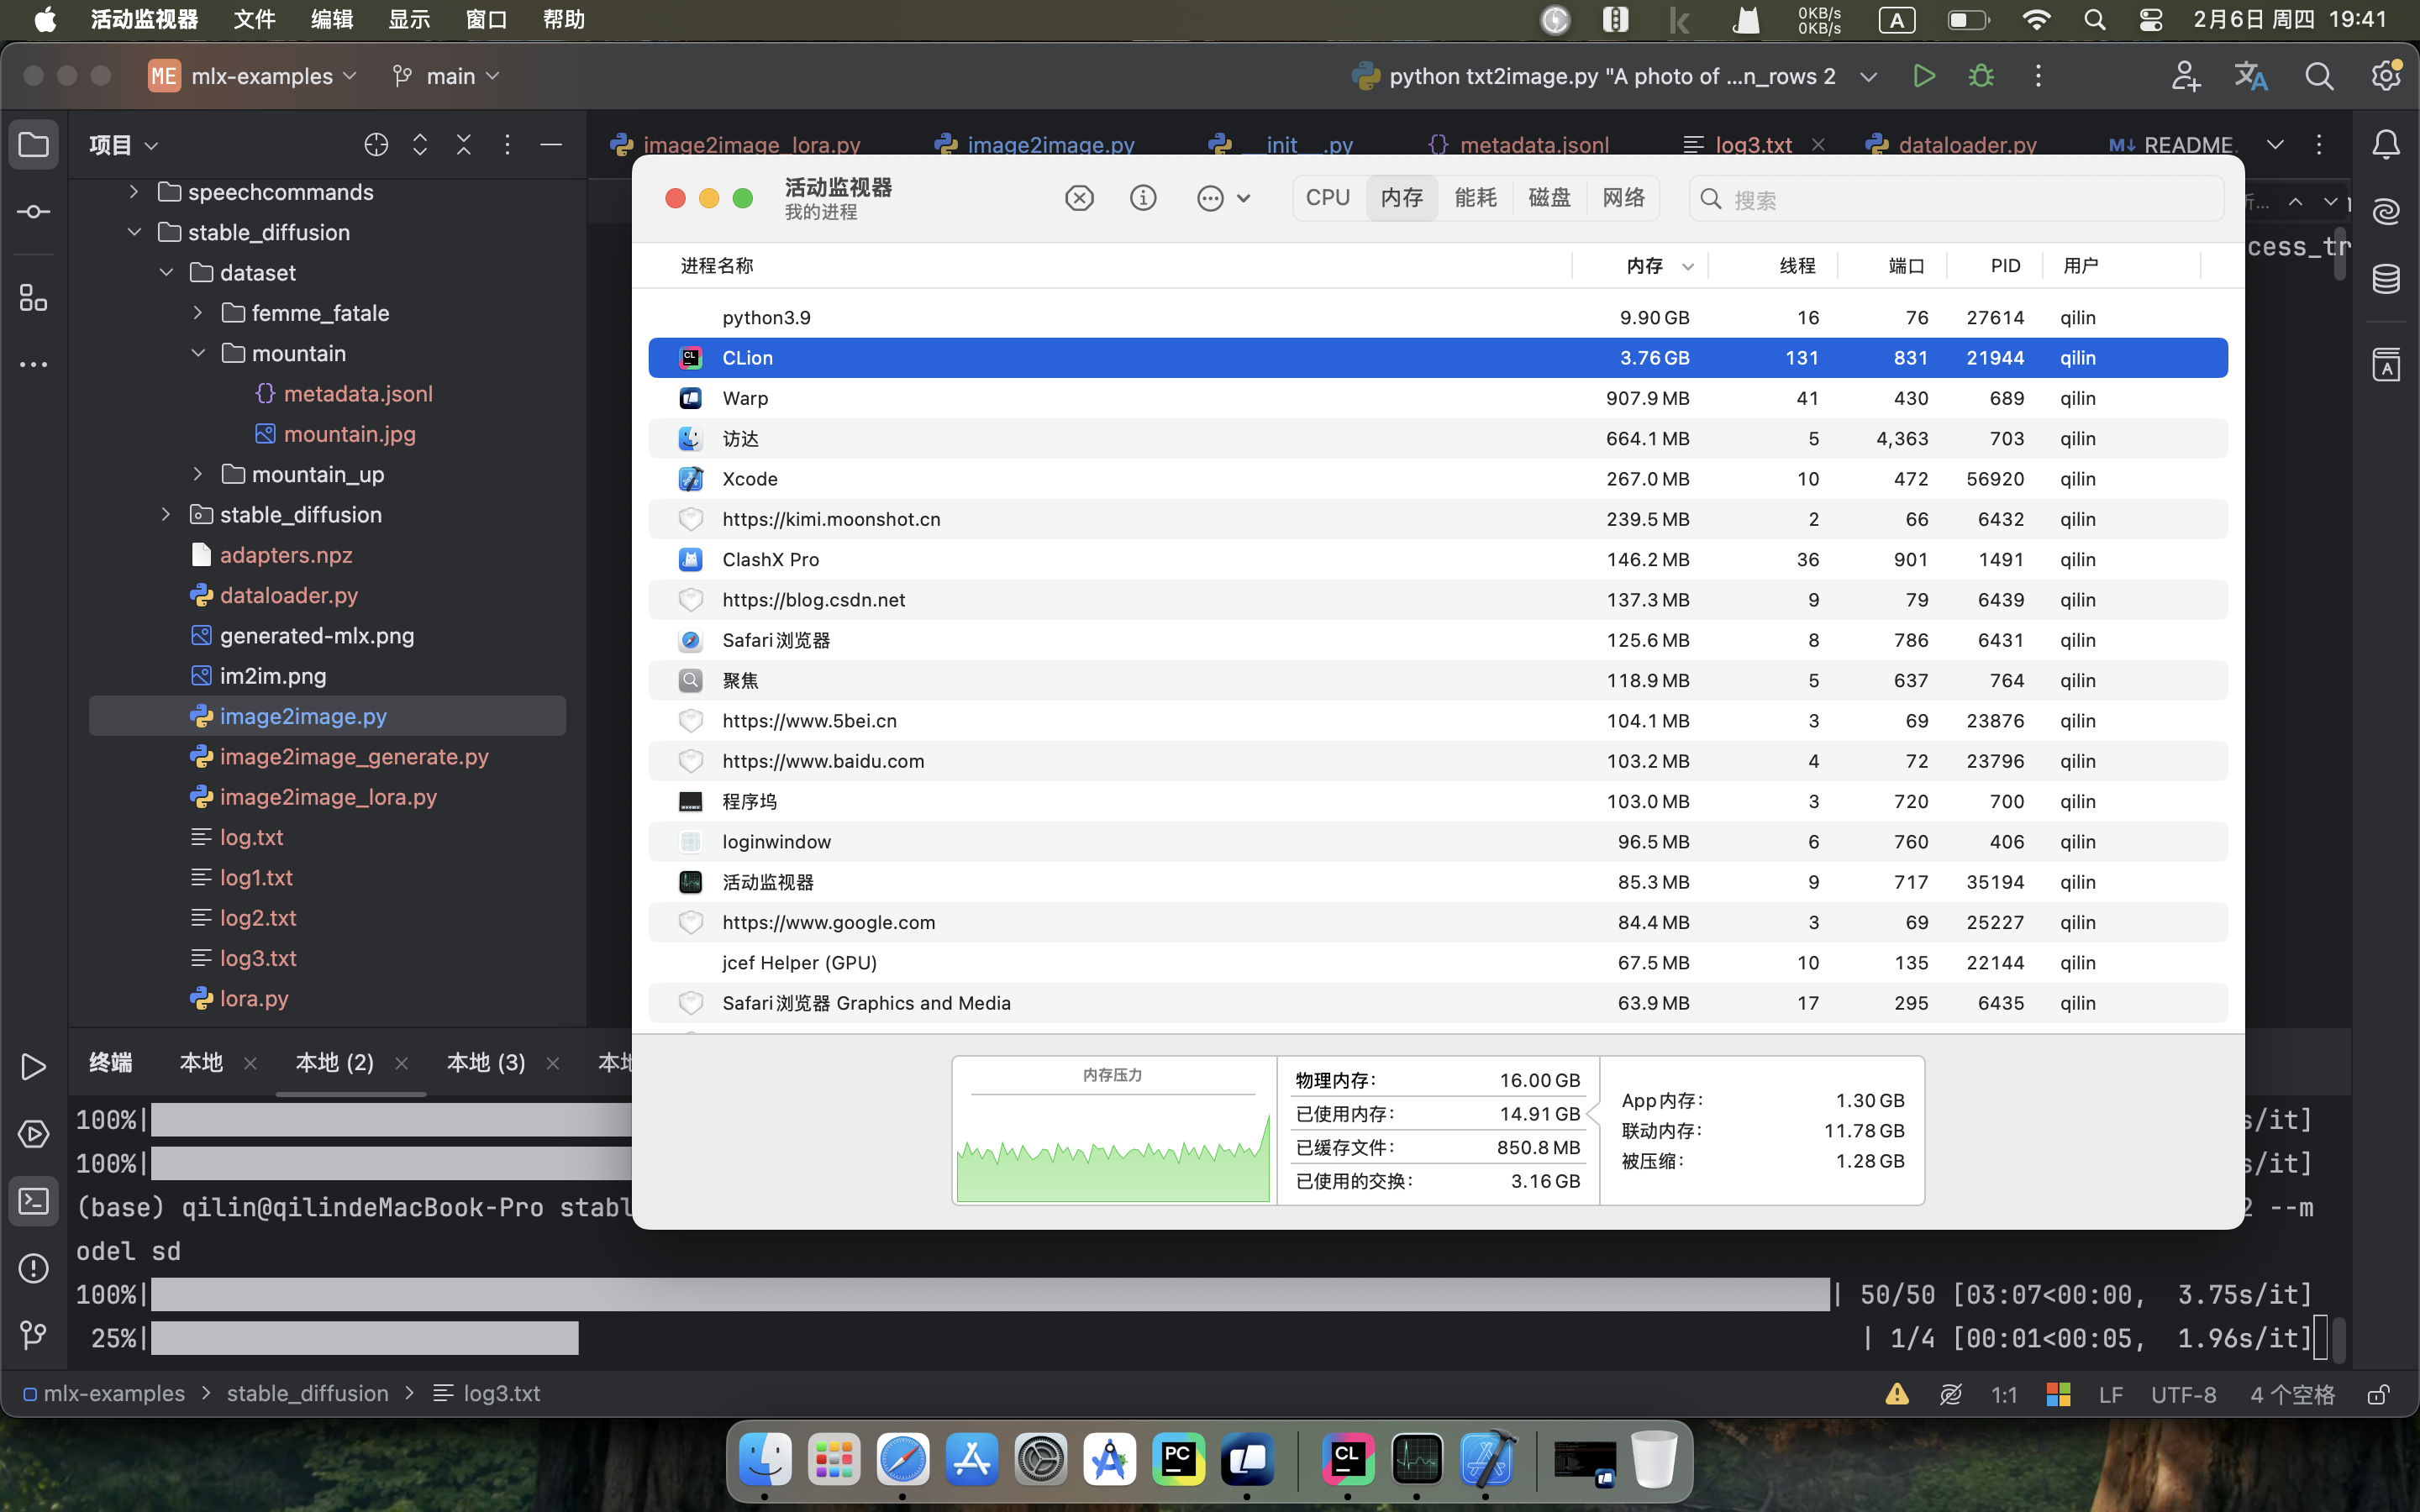 活动监视器 文件 编辑 显示 窗口 帮助
0KB/s
0KB/s
A
2月6日 周四 19:41
ME mlx-examples main
python txt2image.py "A photo of ...n_rows 2
项目
image2image_lora.py image2image.py __init__.py metadata.jsonl log3.txt dataloader.py README.
speechcommands
stable_diffusion
dataset
femme_fatale
mountain
metadata.jsonl
mountain.jpg
mountain_up
stable_diffusion
adapters.npz
dataloader.py
generated-mlx.png
im2im.png
image2image.py
image2image_generate.py
image2image_lora.py
log.txt
log1.txt
log2.txt
log3.txt
lora.py
cess_tr
活动监视器
我的进程
CPU 内存 能耗 磁盘 网络
搜索
进程名称 内存 线程 端口 PID 用户
python3.9 9.90 GB 16 76 27614 qilin
CLion 3.76 GB 131 831 21944 qilin
Warp 907.9 MB 41 430 689 qilin
访达 664.1 MB 5 4,363 703 qilin
Xcode 267.0 MB 10 472 56920 qilin
https://kimi.moonshot.cn 239.5 MB 2 66 6432 qilin
ClashX Pro 146.2 MB 36 901 1491 qilin
https://blog.csdn.net 137.3 MB 9 79 6439 qilin
Safari浏览器 125.6 MB 8 786 6431 qilin
聚焦 118.9 MB 5 637 764 qilin
https://www.5bei.cn 104.1 MB 3 69 23876 qilin
https://www.baidu.com 103.2 MB 4 72 23796 qilin
程序坞 103.0 MB 3 720 700 qilin
loginwindow 96.5 MB 6 760 406 qilin
活动监视器 85.3 MB 9 717 35194 qilin
https://www.google.com 84.4 MB 3 69 25227 qilin
jcef Helper (GPU) 67.5 MB 10 135 22144 qilin
Safari浏览器 Graphics and Media 63.9 MB 17 295 6435 qilin
内存压力
物理内存： 16.00 GB
已使用内存： 14.91 GB
已缓存文件： 850.8 MB
已使用的交换： 3.16 GB
App内存： 1.30 GB
联动内存： 11.78 GB
被压缩： 1.28 GB
终端 本地 本地 (2) 本地 (3) 本地
100%| s/it]
100%| s/it]
(base) qilin@qilindeMacBook-Pro stabl 2 --m
odel sd
100%| | 50/50 [03:07<00:00, 3.75s/it]
25%| | 1/4 [00:01<00:05, 1.96s/it]
mlx-examples > stable_diffusion > log3.txt
1:1 LF UTF-8 4 个空格
PC
CL